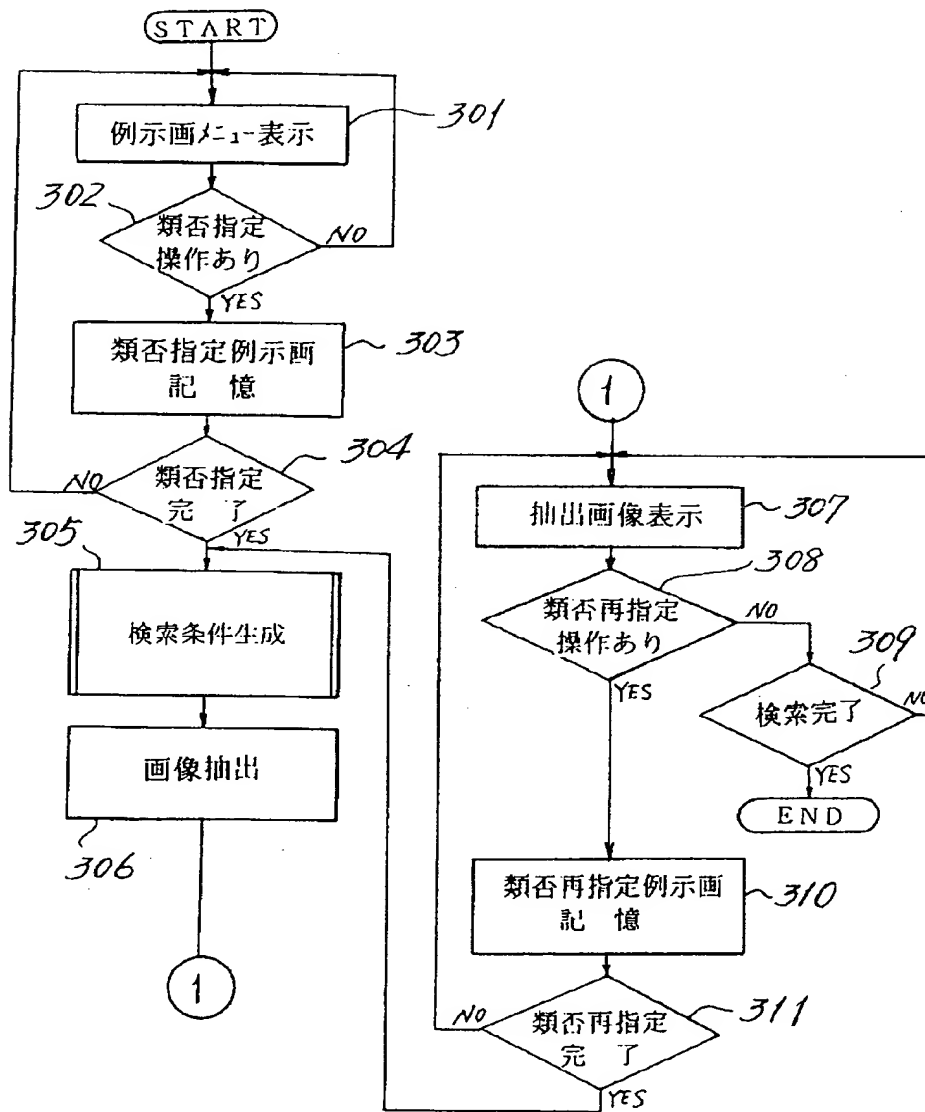 START
例示画メニュー表示
301
302
類否指定
操作あり
NO
YES
類否指定例示画
記 憶
303
類否指定
完 了
304
NO
YES
305
検索条件生成
画像抽出
306
1
1
抽出画像表示
307
308
類否再指定
操作あり
NO
YES
309
検索完了
NO
YES
END
類否再指定例示画
記 憶
310
類否再指定
完 了
311
NO
YES